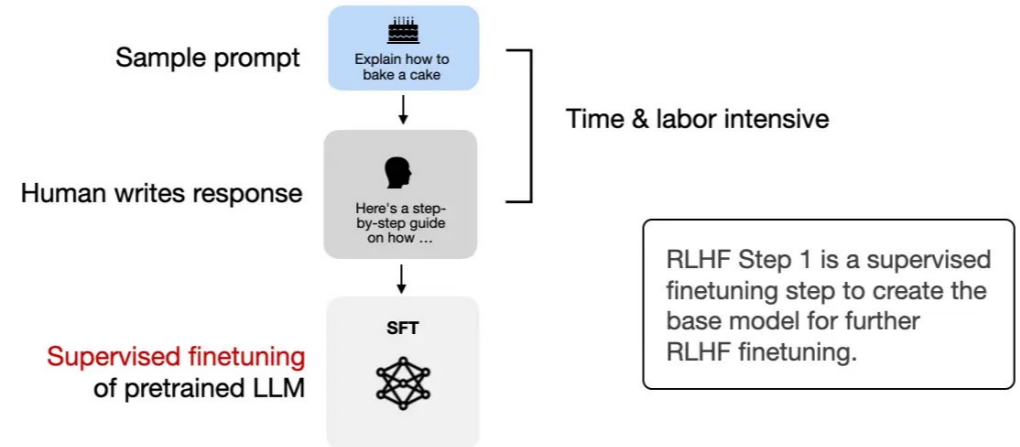 Sample prompt
Explain how to
bake a cake
Time & labor intensive
Human writes response
Here's a step-
by-step guide
on how ...
RLHF Step 1 is a supervised
finetuning step to create the
base model for further
RLHF finetuning.
SFT
Supervised finetuning
of pretrained LLM